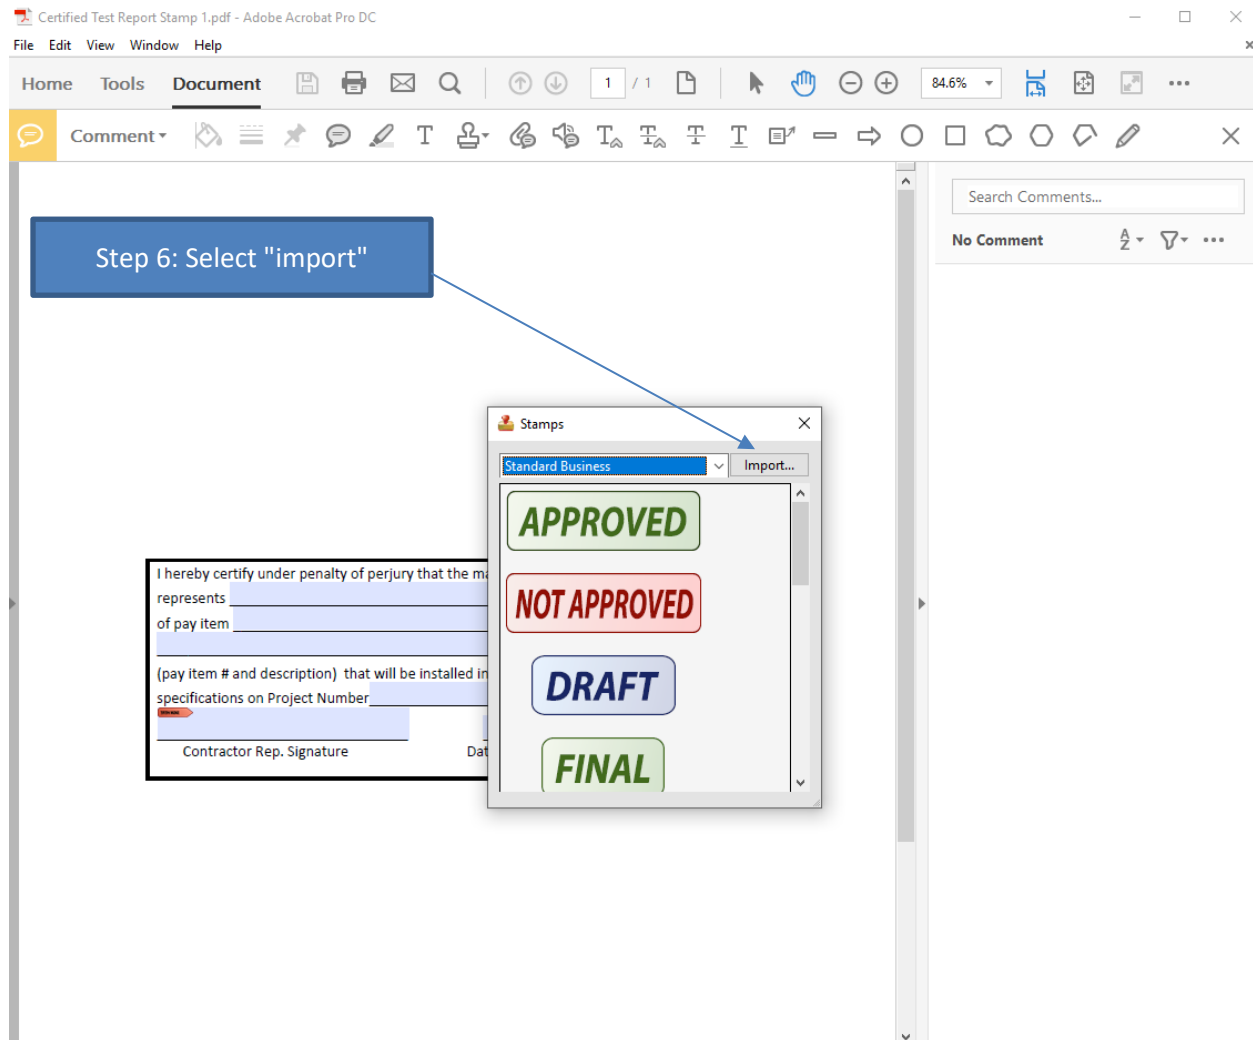 Certified Test Report Stamp 1.pdf - Adobe Acrobat Pro DC
File Edit View Window Help
Home Tools Document 1 / 1 84.6%
Comment
Search Comments...
No Comment
Step 6: Select "import"
Stamps
Standard Business Import...
APPROVED
NOT APPROVED
DRAFT
FINAL
I hereby certify under penalty of perjury that the
represents
of pay item
(pay item # and description) that will be installed in
specifications on Project Number
Contractor Rep. Signature